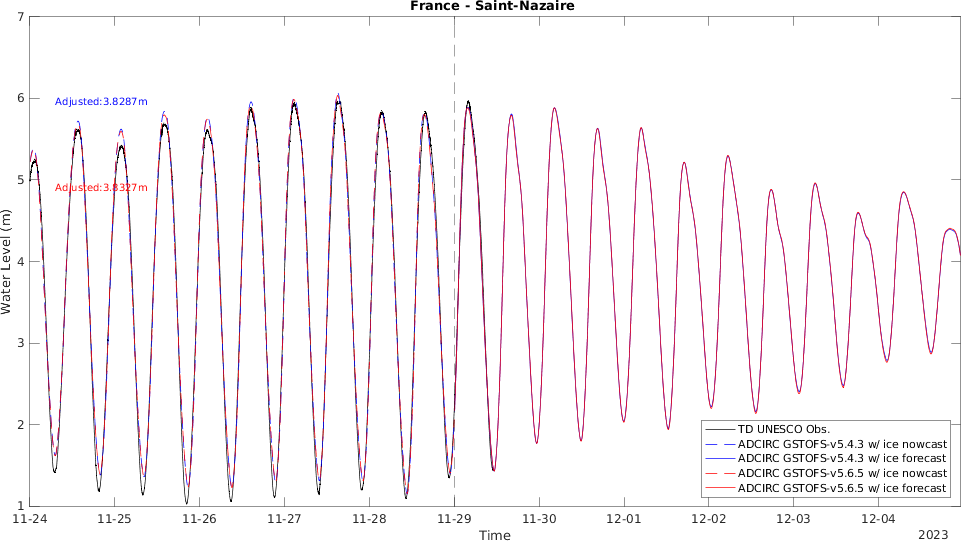 France - Saint-Nazaire
7
6
5
4
3
2
1
Water Level (m)
Adjusted:3.8287m
Adjusted:3.8327m
TD UNESCO Obs.
ADCIRC GSTOFS-v5.4.3 w/ ice nowcast
ADCIRC GSTOFS-v5.4.3 w/ ice forecast
ADCIRC GSTOFS-v5.6.5 w/ ice nowcast
ADCIRC GSTOFS-v5.6.5 w/ ice forecast
11-24 11-25 11-26 11-27 11-28 11-29 11-30 12-01 12-02 12-03 12-04
Time
2023